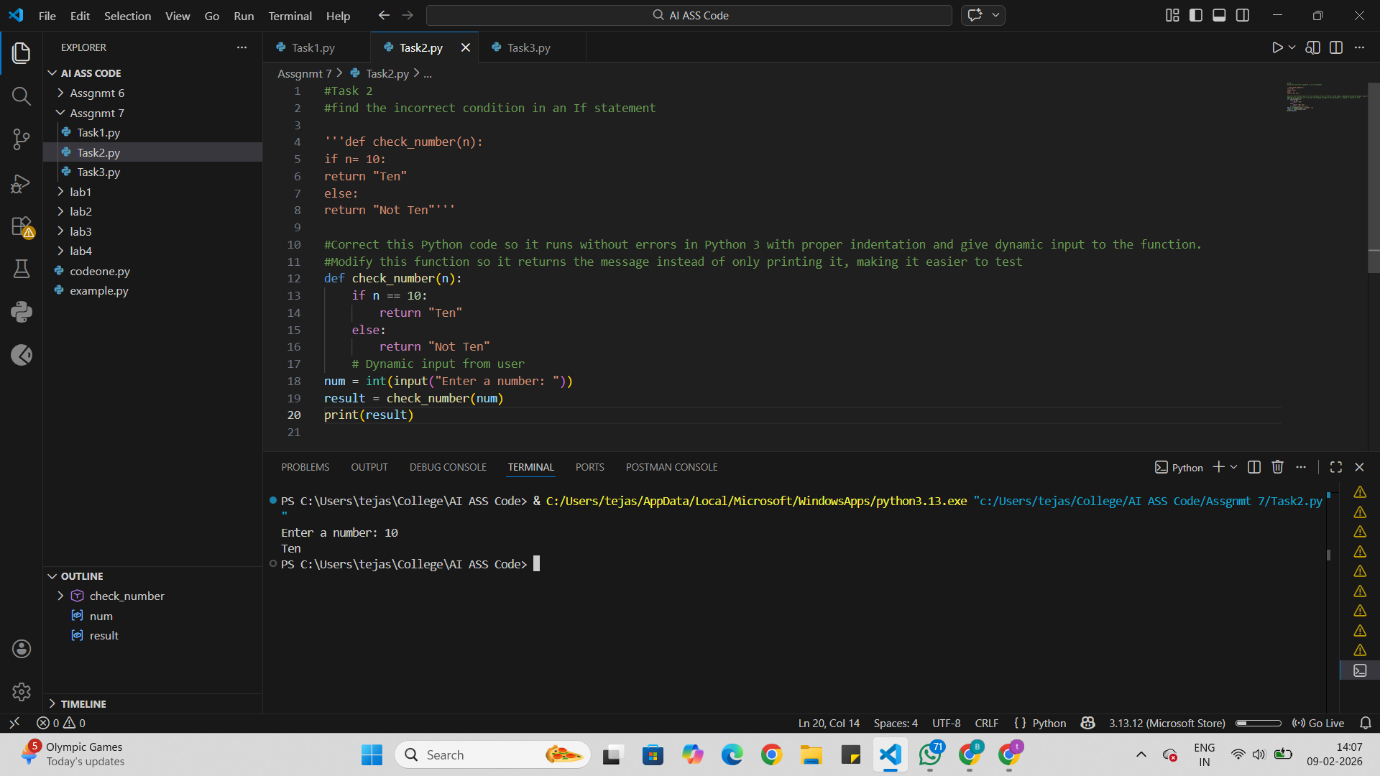 File Edit Selection View Go Run Terminal Help
AI ASS Code
EXPLORER
AI ASS CODE
Assgnmt 6
Assgnmt 7
Task1.py
Task2.py
Task3.py
lab1
lab2
lab3
lab4
codeone.py
example.py
OUTLINE
check_number
num
result
TIMELINE
Task1.py Task2.py Task3.py
Assgnmt 7 > Task2.py > ...
1 #Task 2
2 #find the incorrect condition in an If statement
3
4 '''def check_number(n):
5 if n= 10:
6 return "Ten"
7 else:
8 return "Not Ten"'''
9
10 #Correct this Python code so it runs without errors in Python 3 with proper indentation and give dynamic input to the function.
11 #Modify this function so it returns the message instead of only printing it, making it easier to test
12 def check_number(n):
13     if n == 10:
14         return "Ten"
15     else:
16         return "Not Ten"
17     # Dynamic input from user
18 num = int(input("Enter a number: "))
19 result = check_number(num)
20 print(result)
21
PROBLEMS OUTPUT DEBUG CONSOLE TERMINAL PORTS POSTMAN CONSOLE
Python
PS C:\Users\tejas\College\AI ASS Code> & C:/Users/tejas/AppData/Local/Microsoft/WindowsApps/python3.13.exe "c:/Users/tejas/College/AI ASS Code/Assgnmt 7/Task2.py
"
Enter a number: 10
Ten
PS C:\Users\tejas\College\AI ASS Code>
0 0
Ln 20, Col 14 Spaces: 4 UTF-8 CRLF { } Python 3.13.12 (Microsoft Store) Go Live
5
Olympic Games
Today's updates
Search
71
8
1
ENG
IN
14:07
09-02-2026